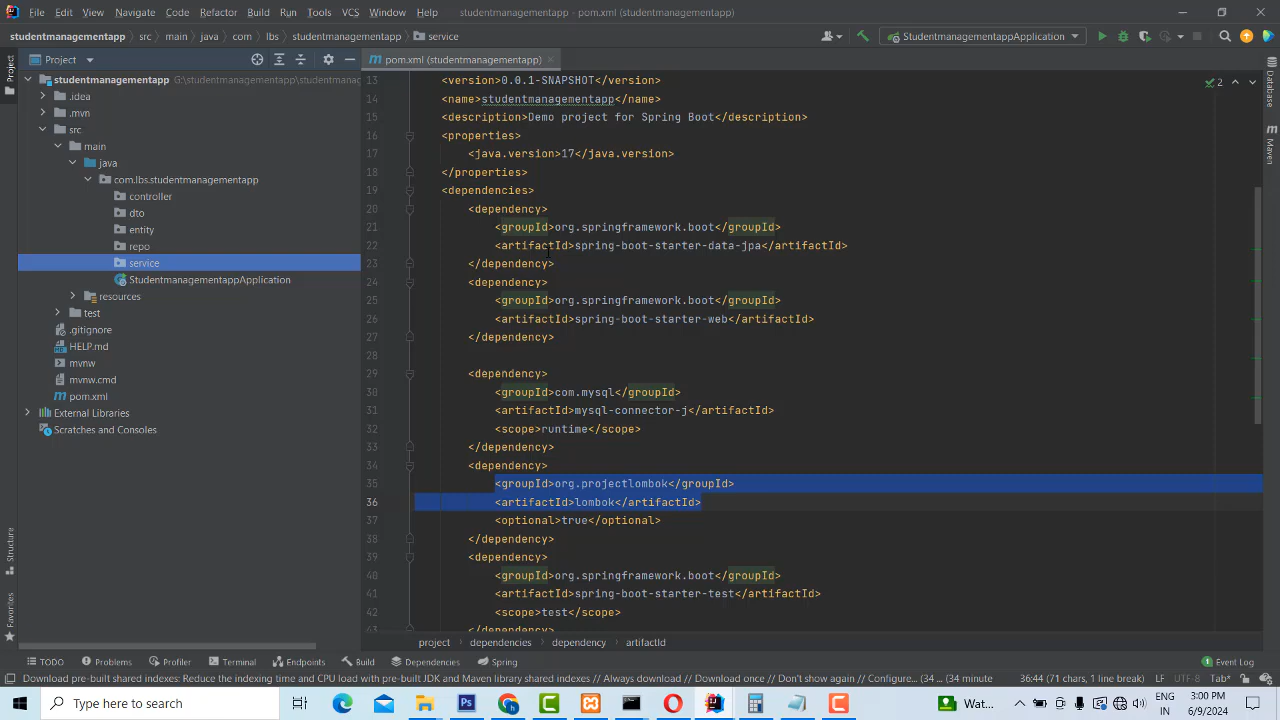 File Edit View Navigate Code Refactor Build Run Tools VCS Window Help studentmanagementapp - pom.xml (studentmanagementapp)
studentmanagementapp src main java com lbs studentmanagementapp service StudentmanagementappApplication
Project pom.xml (studentmanagementapp)
studentmanagementapp G:\studentmanagementapp\studentmanag
.idea
.mvn
src
main
java
com.lbs.studentmanagementapp
controller
dto
entity
repo
service
StudentmanagementappApplication
resources
test
.gitignore
HELP.md
mvnw
mvnw.cmd
pom.xml
External Libraries
Scratches and Consoles
Project
Structure
Favorites
13 <version>0.0.1-SNAPSHOT</version>
14 <name>studentmanagementapp</name>
15 <description>Demo project for Spring Boot</description>
16 <properties>
17 <java.version>17</java.version>
18 </properties>
19 <dependencies>
20 <dependency>
21 <groupId>org.springframework.boot</groupId>
22 <artifactId>spring-boot-starter-data-jpa</artifactId>
23 </dependency>
24 <dependency>
25 <groupId>org.springframework.boot</groupId>
26 <artifactId>spring-boot-starter-web</artifactId>
27 </dependency>
28
29 <dependency>
30 <groupId>com.mysql</groupId>
31 <artifactId>mysql-connector-j</artifactId>
32 <scope>runtime</scope>
33 </dependency>
34 <dependency>
35 <groupId>org.projectlombok</groupId>
36 <artifactId>lombok</artifactId>
37 <optional>true</optional>
38 </dependency>
39 <dependency>
40 <groupId>org.springframework.boot</groupId>
41 <artifactId>spring-boot-starter-test</artifactId>
42 <scope>test</scope>
43 </dependency>
2
Database
Maven
project dependencies dependency artifactId
TODO Problems Profiler Terminal Endpoints Build Dependencies Spring 1 Event Log
Download pre-built shared indexes: Reduce the indexing time and CPU load with pre-built JDK and Maven shared indexes // Always download // Download once // Don't show again // Configure... (34 minute 36:44 (71 chars, 1 line break) LF UTF-8 Tab
Type here to search
Watch
3:00 PM
IN
6/9/2024